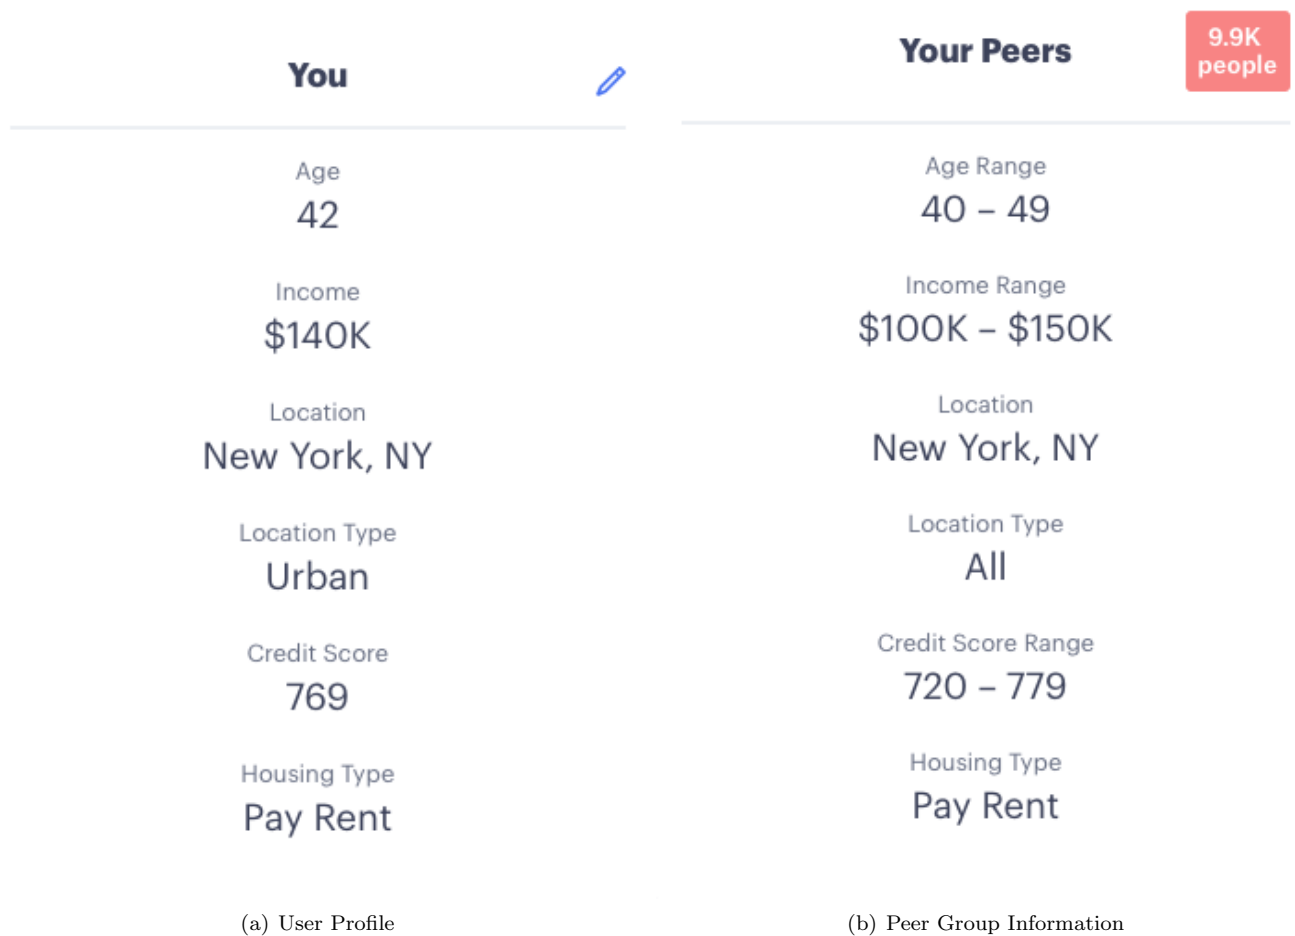 You
Age
42
Income
$140K
Location
New York, NY
Location Type
Urban
Credit Score
769
Housing Type
Pay Rent
(a) User Profile
Your Peers
9.9K
people
Age Range
40 – 49
Income Range
$100K – $150K
Location
New York, NY
Location Type
All
Credit Score Range
720 – 779
Housing Type
Pay Rent
(b) Peer Group Information